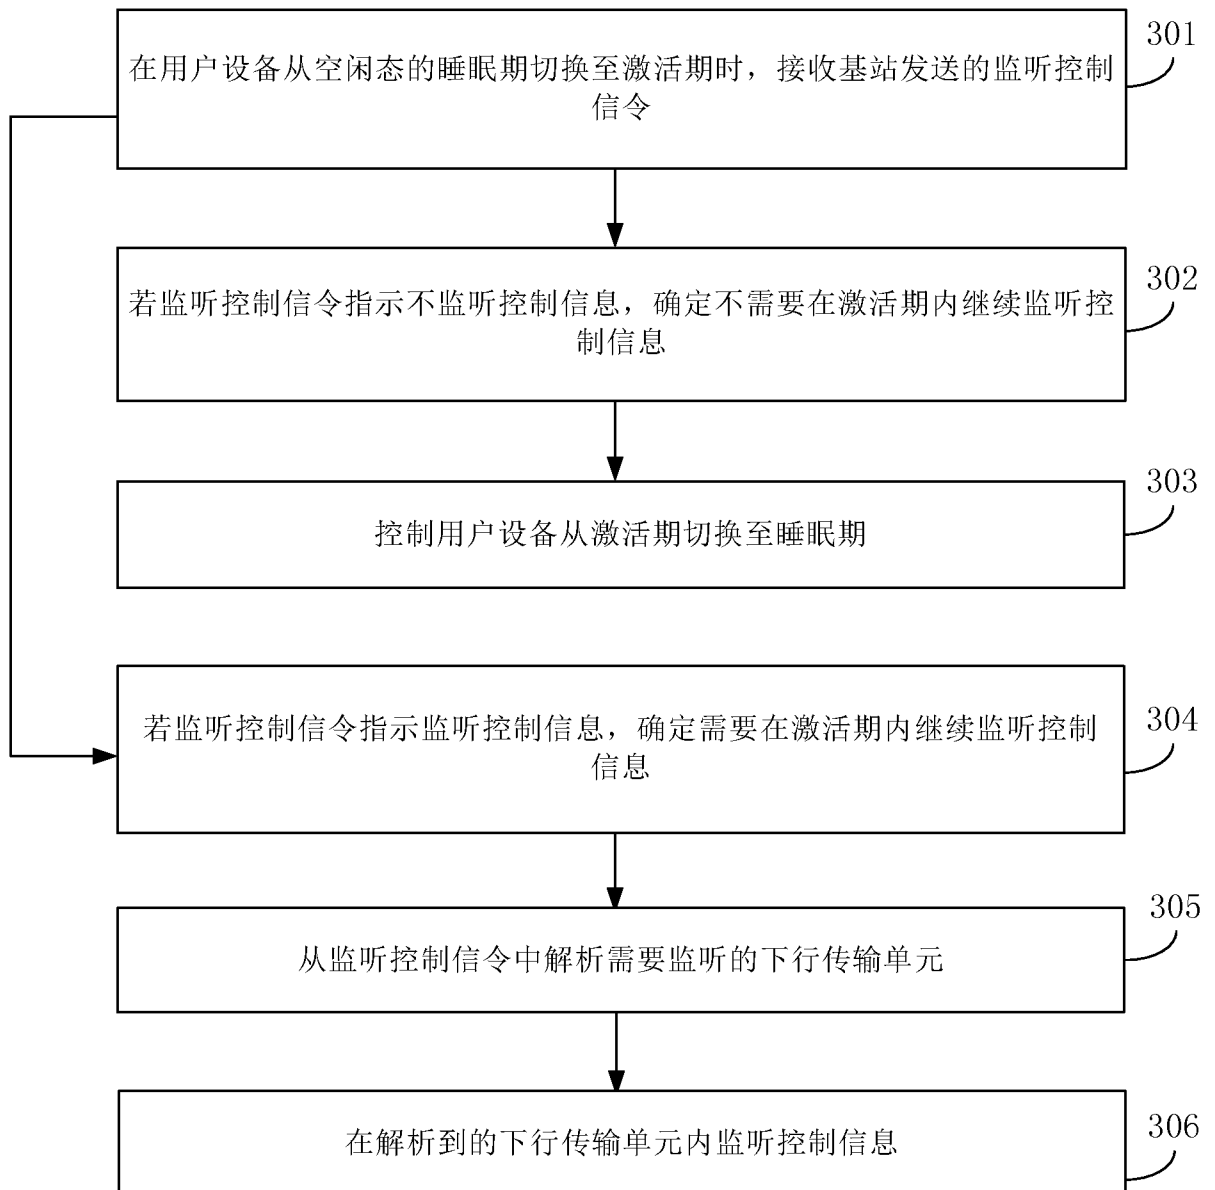 301
在用户设备从空闲态的睡眠期切换至激活期时，接收基站发送的监听控制
信令
302
若监听控制信令指示不监听控制信息，确定不需要在激活期内继续监听控
制信息
303
控制用户设备从激活期切换至睡眠期
304
若监听控制信令指示监听控制信息，确定需要在激活期内继续监听控制
信息
305
从监听控制信令中解析需要监听的下行传输单元
306
在解析到的下行传输单元内监听控制信息